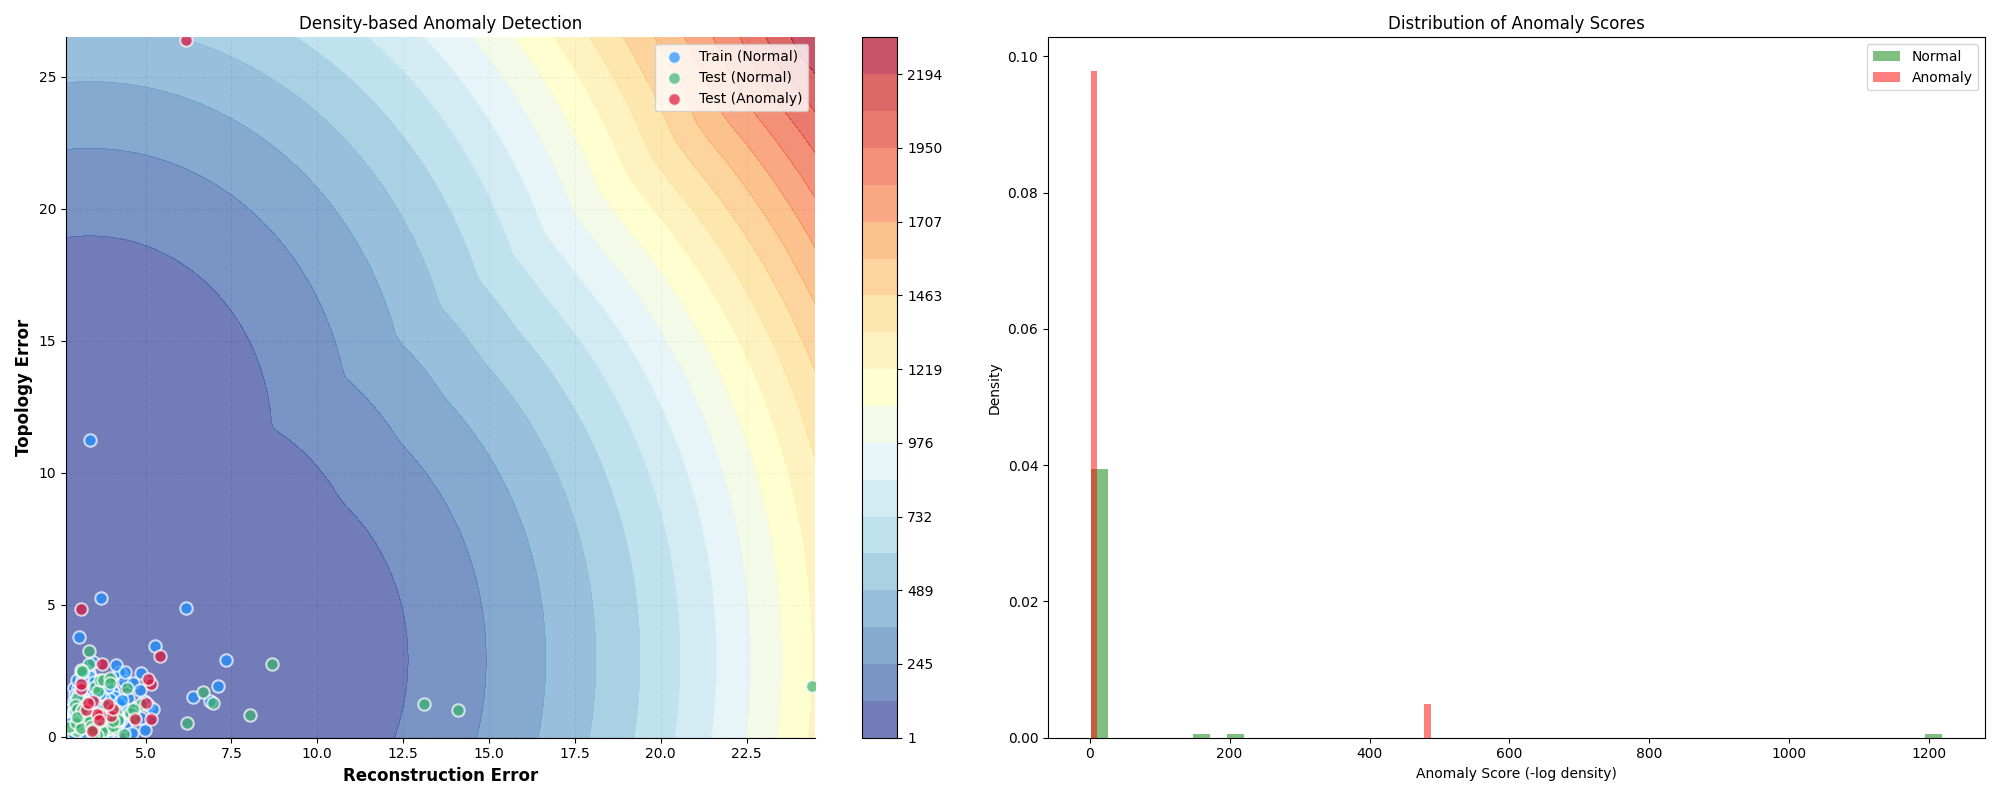 Density-based Anomaly Detection
Train (Normal)
Test (Normal)
Test (Anomaly)
Topology Error
25
20
15
10
5
0
5.0 7.5 10.0 12.5 15.0 17.5 20.0 22.5
Reconstruction Error
2194
1950
1707
1463
1219
976
732
489
245
1
Distribution of Anomaly Scores
Normal
Anomaly
Density
0.10
0.08
0.06
0.04
0.02
0.00
0 200 400 600 800 1000 1200
Anomaly Score (-log density)